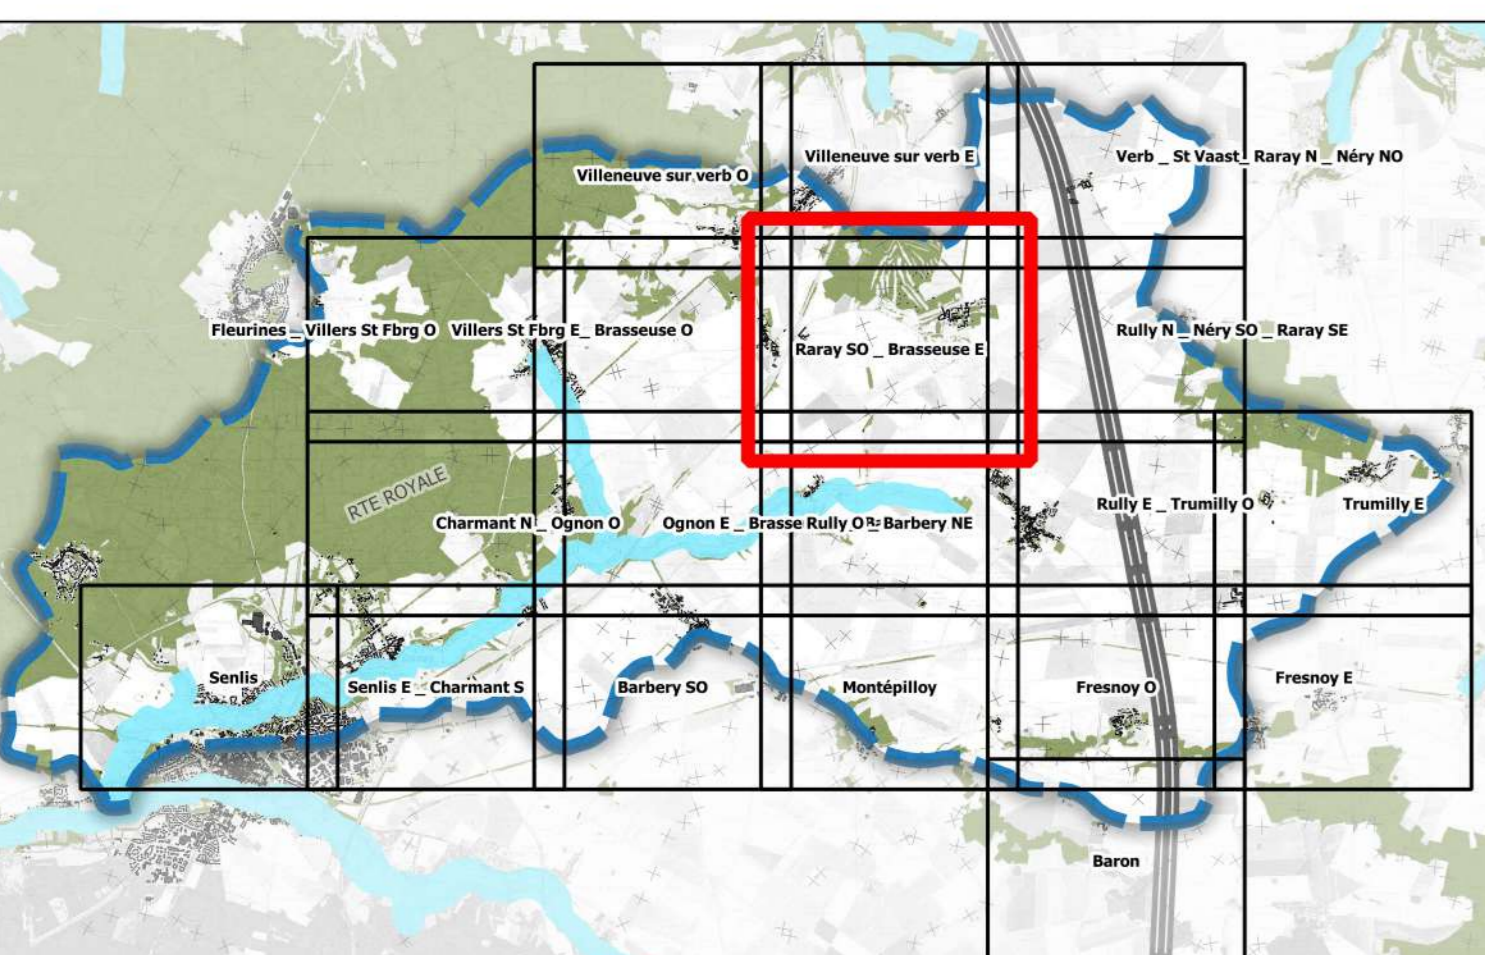 Villeneuve sur verb E
Verb _ St Vaast_ Raray N _ Néry NO
Villeneuve sur verb O
Fleurines _ Villers St Fbrg O
Villers St Fbrg E_ Brasseuse O
Rully N _ Néry SO _ Raray SE
Raray SO _ Brasseuse E
RTE ROYALE
Rully E _ Trumilly O
Trumilly E
Charmant N _ Ognon O
Ognon E _ Brasse
Rully O
Barbery NE
Senlis
Senlis E _ Charmant S
Barbery SO
Montépilloy
Fresnoy O
Fresnoy E
Baron